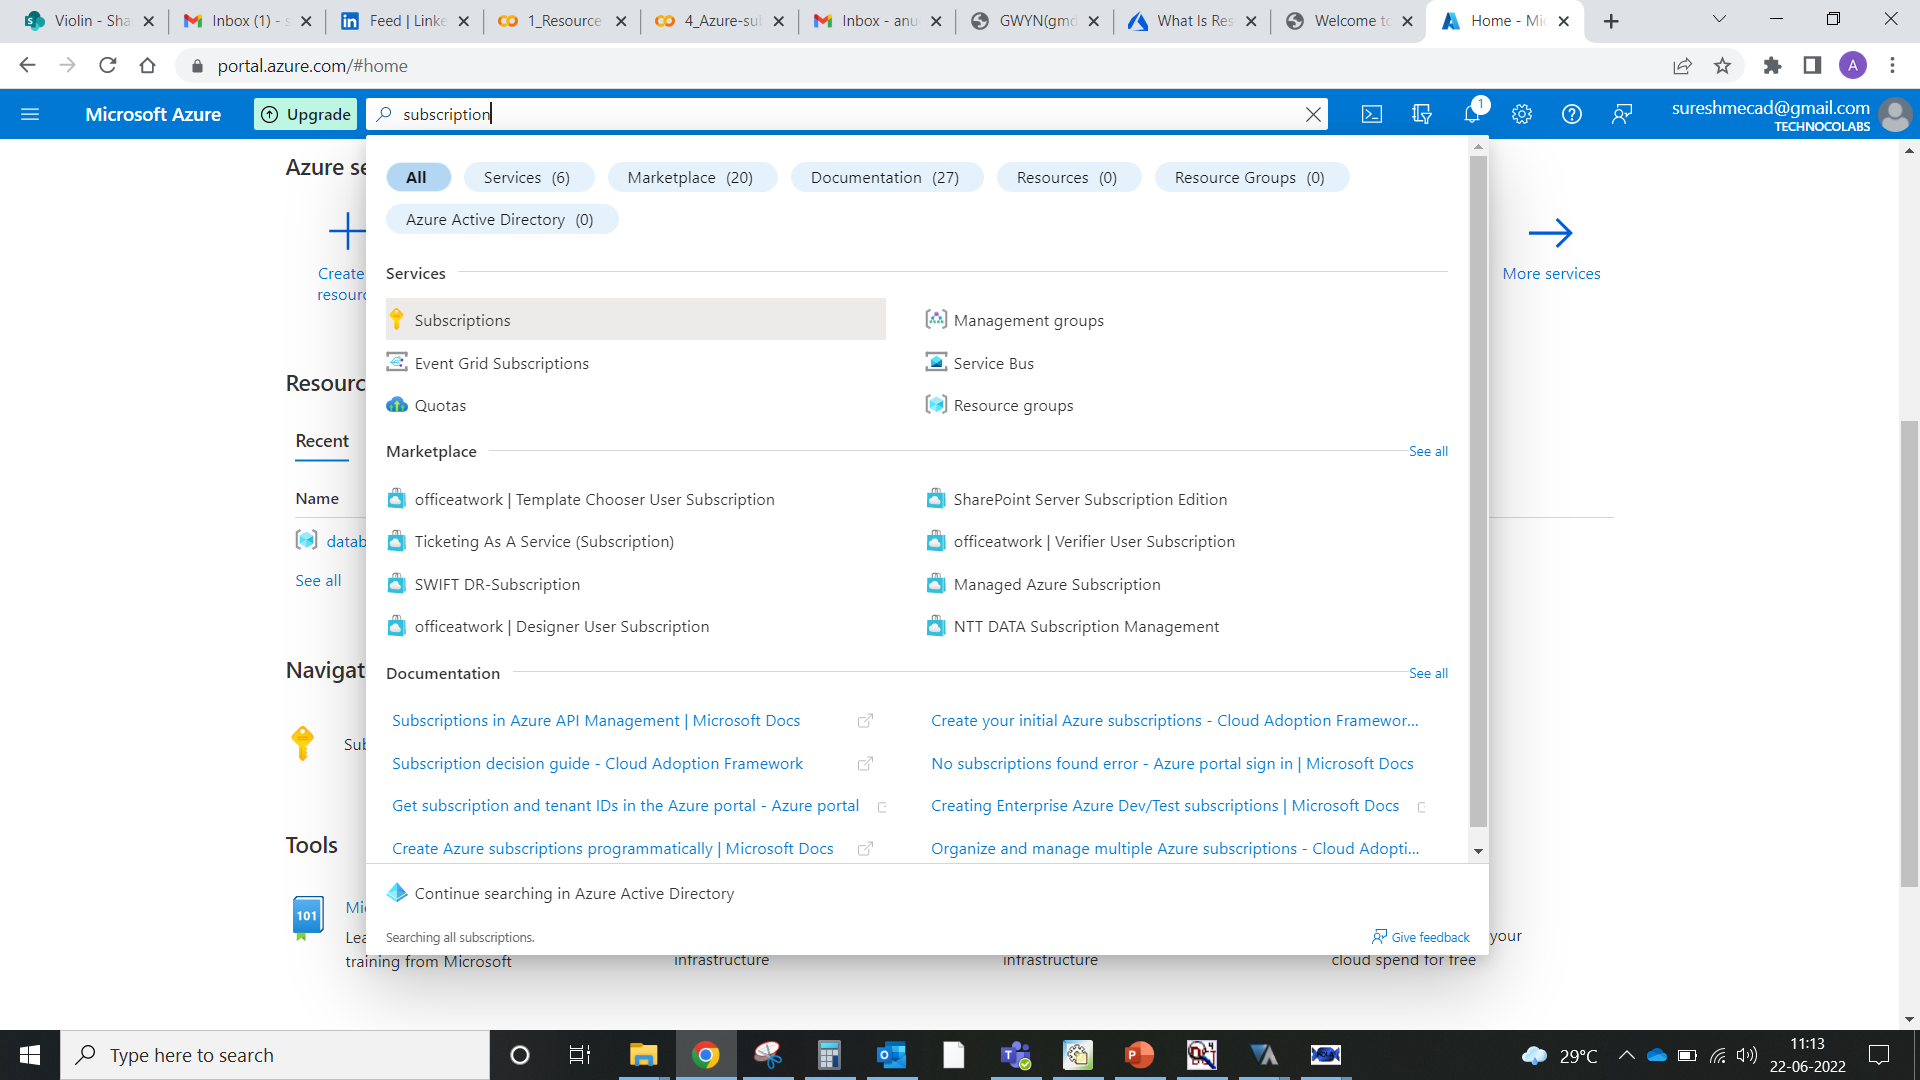 Violin - Sha
Inbox (1) - s
Feed | Linke
1_Resource
4_Azure-sul
Inbox - anu
GWYN(gmd
What Is Res
Welcome to
Home - Mic
portal.azure.com/#home
A
Microsoft Azure
Upgrade
subscription
1
sureshmecad@gmail.com
TECHNOCOLABS
Azure se
All
Services (6)
Marketplace (20)
Documentation (27)
Resources (0)
Resource Groups (0)
Azure Active Directory (0)
Create
resourc
More services
Services
Subscriptions
Management groups
Event Grid Subscriptions
Service Bus
Quotas
Resource groups
Resourc
Recent
Name
datab
See all
Marketplace
See all
officeatwork | Template Chooser User Subscription
SharePoint Server Subscription Edition
Ticketing As A Service (Subscription)
officeatwork | Verifier User Subscription
SWIFT DR-Subscription
Managed Azure Subscription
officeatwork | Designer User Subscription
NTT DATA Subscription Management
Navigat
Sub
Documentation
See all
Subscriptions in Azure API Management | Microsoft Docs
Create your initial Azure subscriptions - Cloud Adoption Framewor...
Subscription decision guide - Cloud Adoption Framework
No subscriptions found error - Azure portal sign in | Microsoft Docs
Get subscription and tenant IDs in the Azure portal - Azure portal
Creating Enterprise Azure Dev/Test subscriptions | Microsoft Docs
Create Azure subscriptions programmatically | Microsoft Docs
Organize and manage multiple Azure subscriptions - Cloud Adopti...
Tools
101
Mic
Lea
training from Microsoft
Continue searching in Azure Active Directory
Searching all subscriptions.
Give feedback
infrastructure
infrastructure
your
cloud spend for free
Type here to search
29°C
11:13
22-06-2022